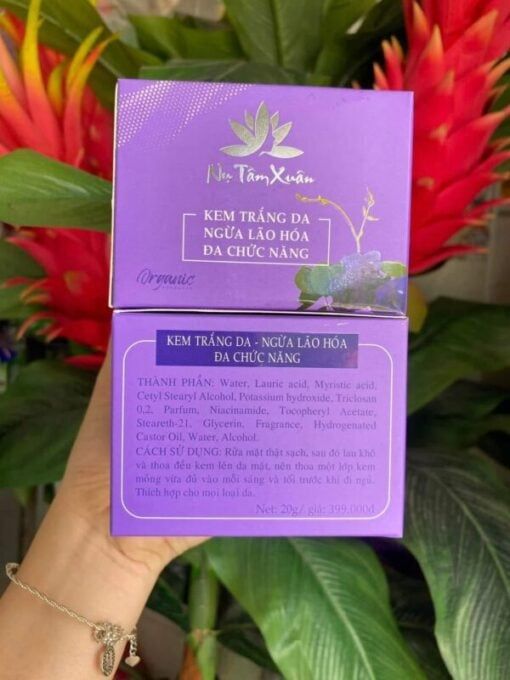 Nụ Tầm Xuân
KEM TRẮNG DA
NGỪA LÃO HÓA
ĐA CHỨC NĂNG
Organic
KEM TRẮNG DA - NGỪA LÃO HÓA
ĐA CHỨC NĂNG
THÀNH PHẦN: Water, Lauric acid, Myristic acid,
Cetyl Stearyl Alcohol, Potassium hydroxide, Triclosan
0,2, Parfum, Niacinamide, Tocopheryl Acetate,
Steareth-21, Glycerin, Fragrance, Hydrogenated
Castor Oil, Water, Alcohol.
CÁCH SỬ DỤNG: Rửa mặt thật sạch, sau đó lau khô
và thoa đều kem lên da mặt, nên thoa một lớp kem
mỏng vừa đủ vào mỗi sáng và tối trước khi đi ngủ.
Thích hợp cho mọi loại da.
Net: 20g/ giá: 399.000đ